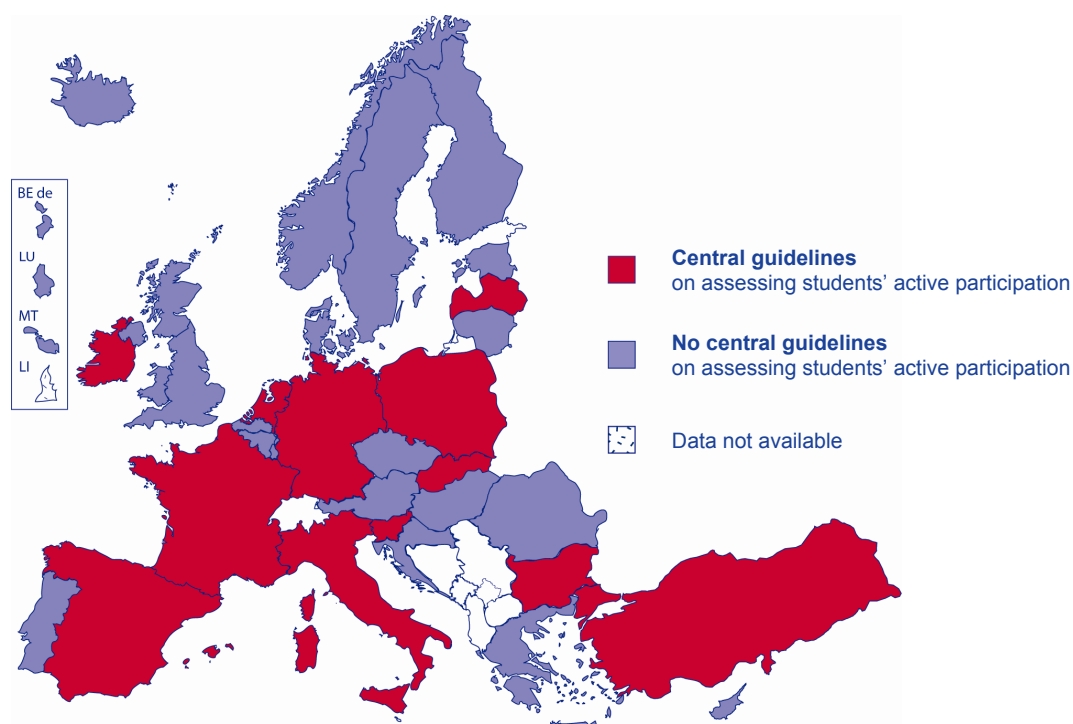 BE de
LU
MT
LI
Central guidelines
on assessing students’ active participation
No central guidelines
on assessing students’ active participation
Data not available